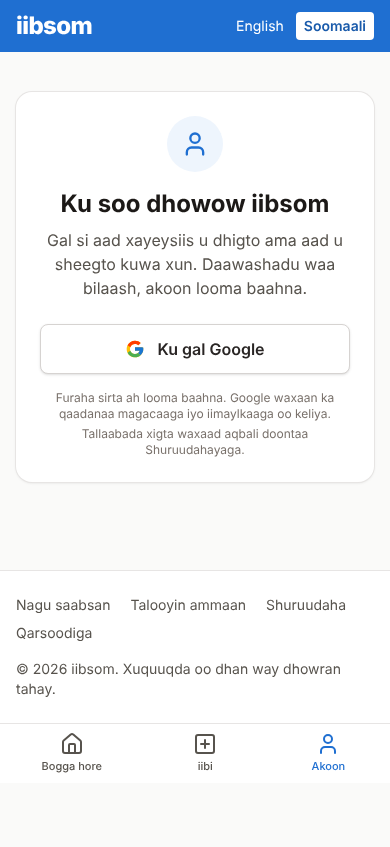 iibsom
English
Soomaali
Ku soo dhowow iibsom
Gal si aad xayeysiis u dhigto ama aad u
sheegto kuwa xun. Daawashadu waa
bilaash, akoon looma baahna.
Ku gal Google
Furaha sirta ah looma baahna. Google waxaan ka
qaadanaa magacaaga iyo iimaylkaaga oo keliya.
Tallaabada xigta waxaad aqbali doontaa
Shuruudahayaga.
Nagu saabsan
Talooyin ammaan
Shuruudaha
Qarsoodiga
© 2026 iibsom. Xuquuqda oo dhan way dhowran
tahay.
Bogga hore
iibi
Akoon